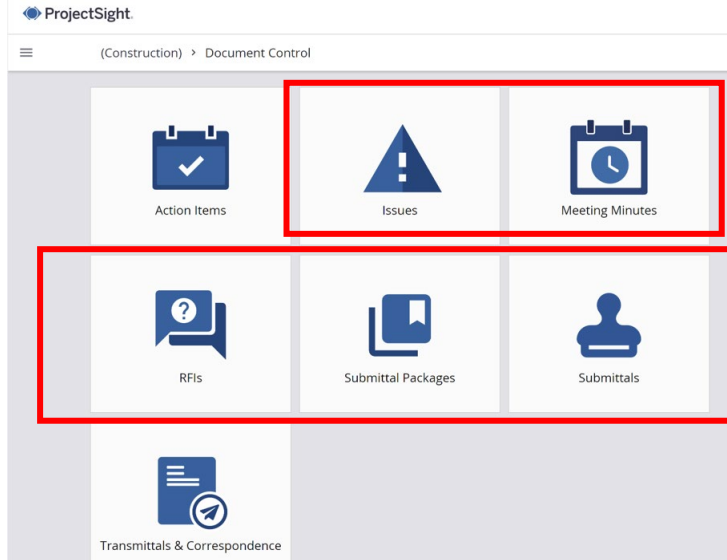 ProjectSight.
(Construction) > Document Control
Action Items
Issues
Meeting Minutes
RFIs
Submittal Packages
Submittals
Transmittals & Correspondence